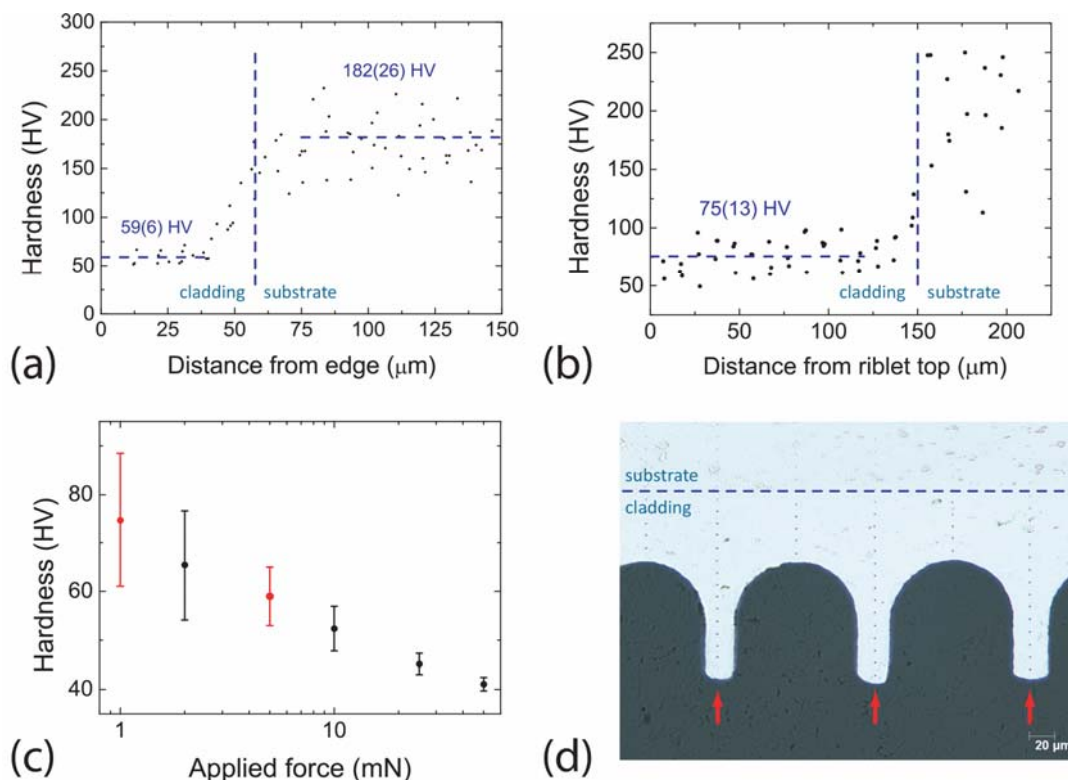 300
250
200
150
100
50
0
Hardness (HV)
182(26) HV
59(6) HV
cladding
substrate
0
25
50
75
100
125
150
Distance from edge (μm)
(a)
250
200
150
100
50
Hardness (HV)
75(13) HV
cladding
substrate
0
50
100
150
200
Distance from riblet top (μm)
(b)
80
60
40
Hardness (HV)
1
10
Applied force (mN)
(c)
substrate
cladding
20 μm
(d)